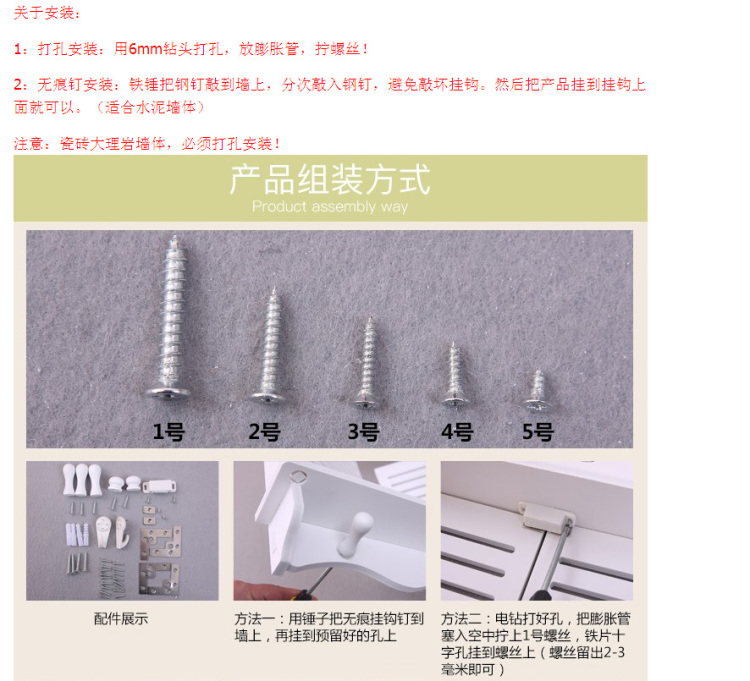 关于安装：
1：打孔安装：用6mm钻头打孔，放膨胀管，拧螺丝！
2：无痕钉安装：铁锤把钢钉敲到墙上，分次敲入钢钉，避免敲坏挂钩。然后把产品挂到挂钩上
面就可以。（适合水泥墙体）
注意：瓷砖大理岩墙体，必须打孔安装！
产品组装方式
Product assembly way
1号 2号 3号 4号 5号
配件展示
方法一：用锤子把无痕挂钩钉到
墙上，再挂到预留好的孔上
方法二：电钻打好孔，把膨胀管
塞入空中拧上1号螺丝，铁片十
字孔挂到螺丝上（螺丝留出2-3
毫米即可）